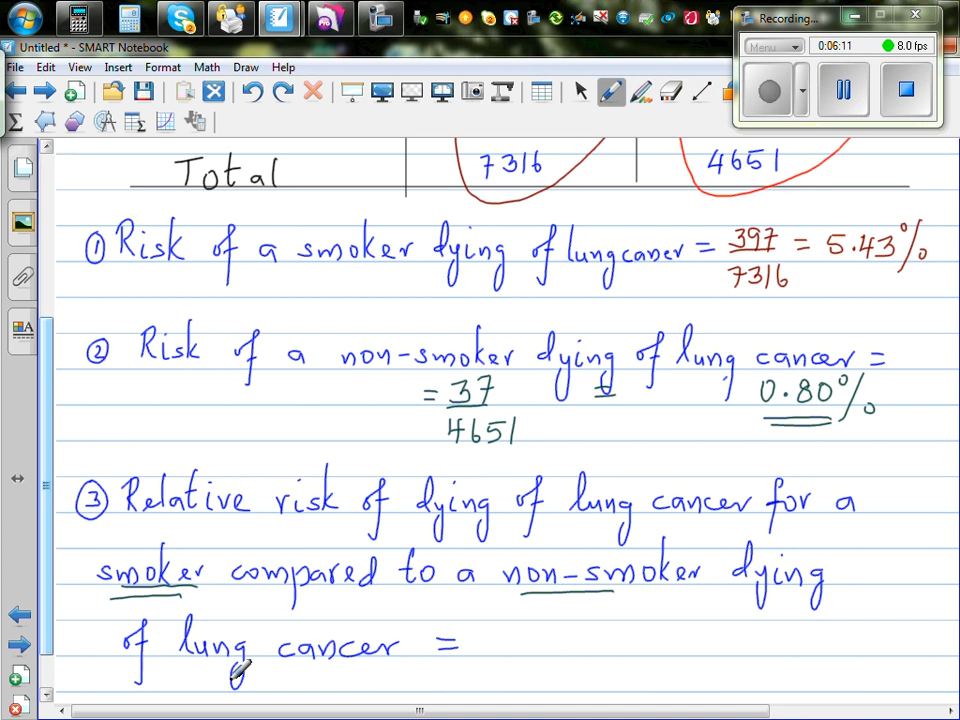 Recording...
Menu
0:06:11
8.0 fps
Untitled * - SMART Notebook
File Edit View Insert Format Math Draw Help
Total 7316 4651
① Risk of a smoker dying of lung caner = 397/7316 = 5.43%
② Risk of a non-smoker dying of lung cancer =
= 37/4651 = 0.80%
③ Relative risk of dying of lung cancer for a
smoker compared to a non-smoker dying
of lung cancer =